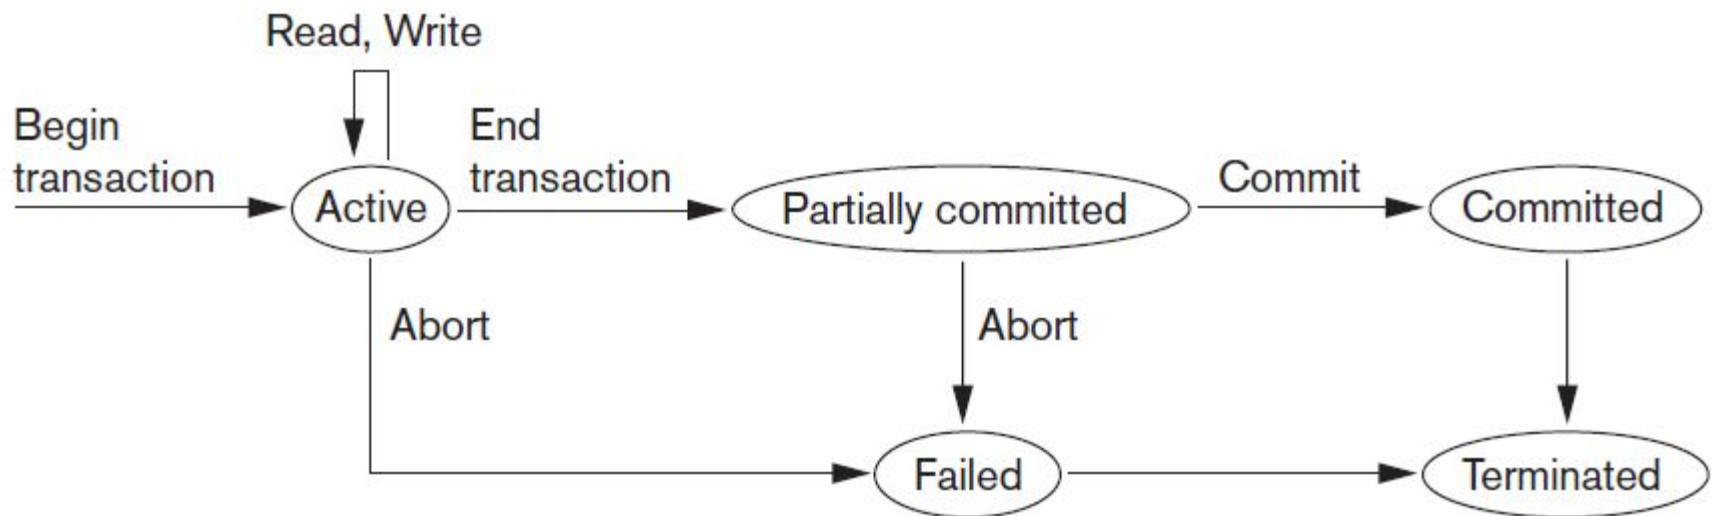 Read, Write
Begin
transaction
End
transaction
Commit
Active
Partially committed
Committed
Abort
Abort
Failed
Terminated